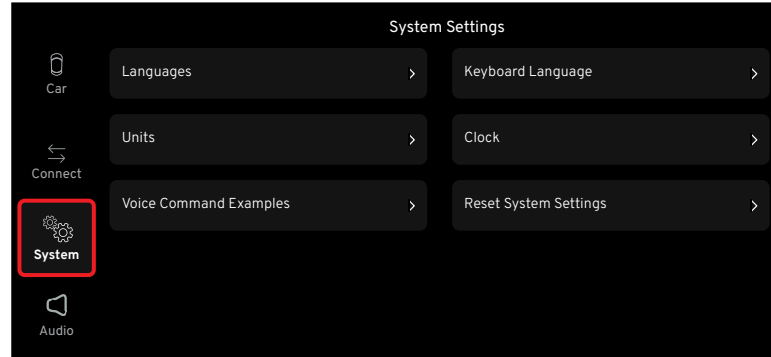 System Settings
Car
Languages
Keyboard Language
Connect
Units
Clock
System
Voice Command Examples
Reset System Settings
Audio